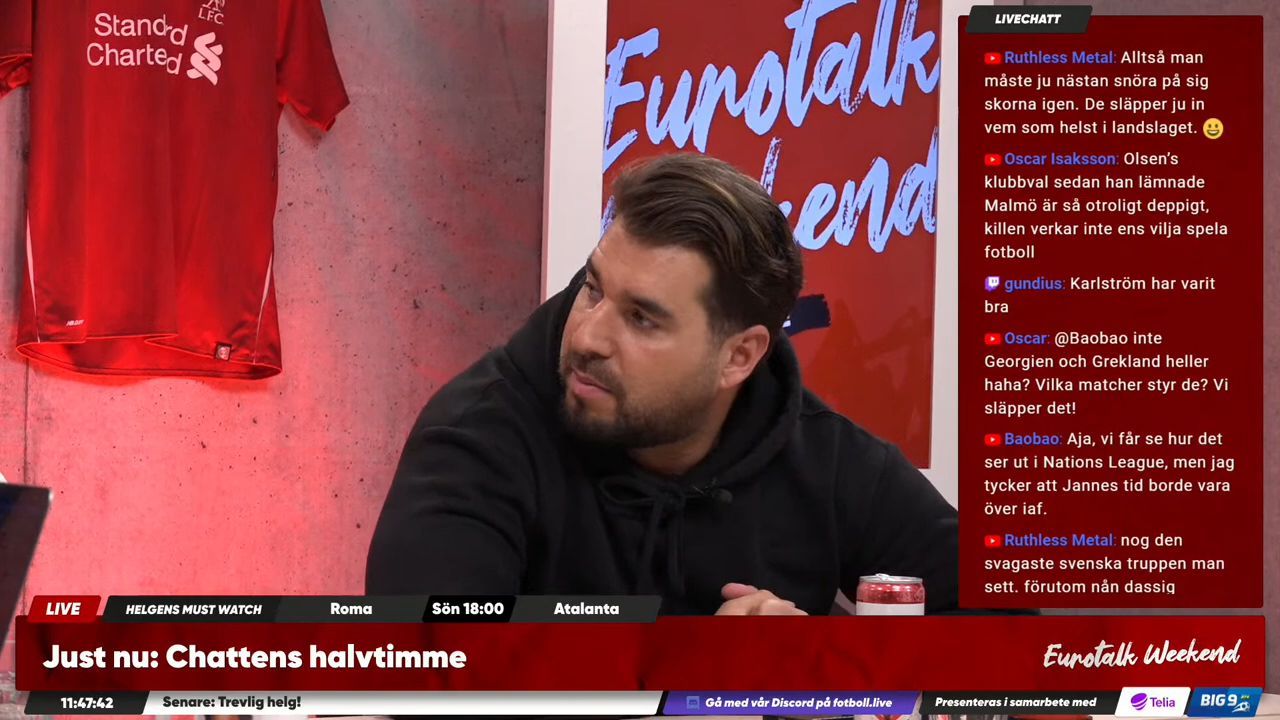 LFC
Standard
Chartered
Eurotalk
LIVECHATT
Ruthless Metal: Alltså man
måste ju nästan snöra på sig
skorna igen. De släpper ju in
vem som helst i landslaget. 😀
Oscar Isaksson: Olsen’s
klubbval sedan han lämnade
Malmö är så otroligt deppigt,
killen verkar inte ens vilja spela
fotboll
gundius: Karlström har varit
bra
Oscar: @Baobao inte
Georgien och Grekland heller
haha? Vilka matcher styr de? Vi
släpper det!
Baobao: Aja, vi får se hur det
ser ut i Nations League, men jag
tycker att Jannes tid borde vara
över iaf.
Ruthless Metal: nog den
svagaste svenska truppen man
sett. förutom nån dassig
LIVE
HELGENS MUST WATCH
Roma
Sön 18:00
Atalanta
Just nu: Chattens halvtimme
Eurotalk Weekend
11:47:42
Senare: Trevlig helg!
Gå med vår Discord på fotboll.live
Presenteras i samarbete med
Telia
BIG9